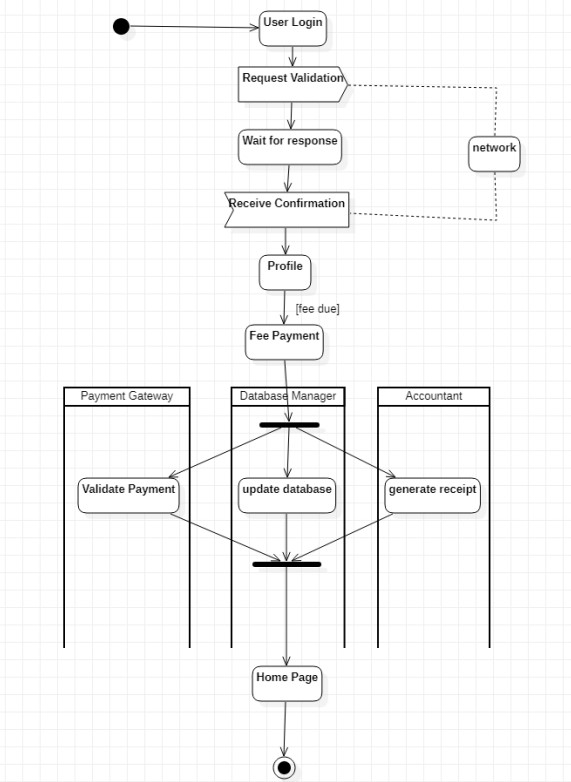 User Login
Request Validation
Wait for response
network
Receive Confirmation
Profile
[fee due]
Fee Payment
Payment Gateway
Database Manager
Accountant
Validate Payment
update database
generate receipt
Home Page